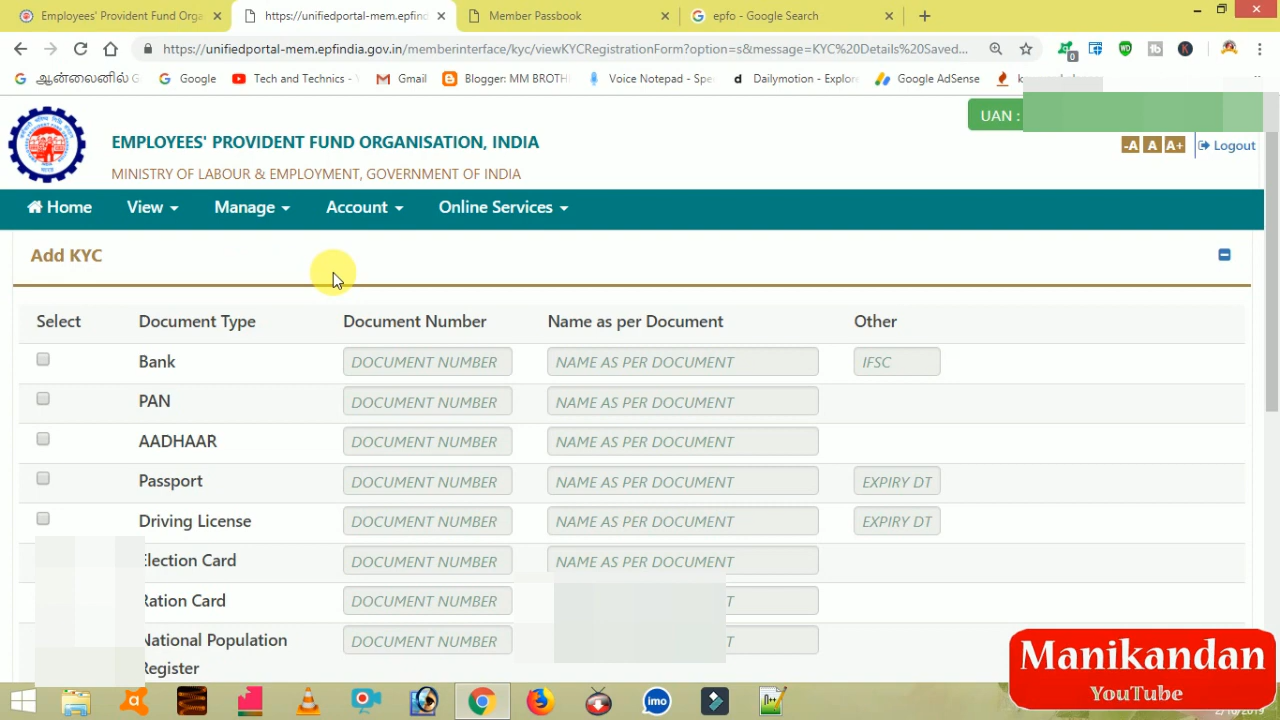 Employees' Provident Fund Orga
https://unifiedportal-mem.epfind
Member Passbook
epfo - Google Search
https://unifiedportal-mem.epfindia.gov.in/memberinterface/kyc/viewKYCRegistrationForm?option=s&message=KYC%20Details%20Saved...
0
ஆன்லைனில் G
Google
Tech and Technics -
Gmail
Blogger: MM BROTH
Voice Notepad - Spe
Dailymotion - Explore
Google AdSense
UAN :
EMPLOYEES' PROVIDENT FUND ORGANISATION, INDIA
-A A A+ Logout
MINISTRY OF LABOUR & EMPLOYMENT, GOVERNMENT OF INDIA
Home View Manage Account Online Services
Add KYC
Select Document Type Document Number Name as per Document Other
Bank DOCUMENT NUMBER NAME AS PER DOCUMENT IFSC
PAN DOCUMENT NUMBER NAME AS PER DOCUMENT
AADHAAR DOCUMENT NUMBER NAME AS PER DOCUMENT
Passport DOCUMENT NUMBER NAME AS PER DOCUMENT EXPIRY DT
Driving License DOCUMENT NUMBER NAME AS PER DOCUMENT EXPIRY DT
Election Card DOCUMENT NUMBER NAME AS PER DOCUMENT
Ration Card DOCUMENT NUMBER T
National Population DOCUMENT NUMBER T
Register
Manikandan
YouTube
imo